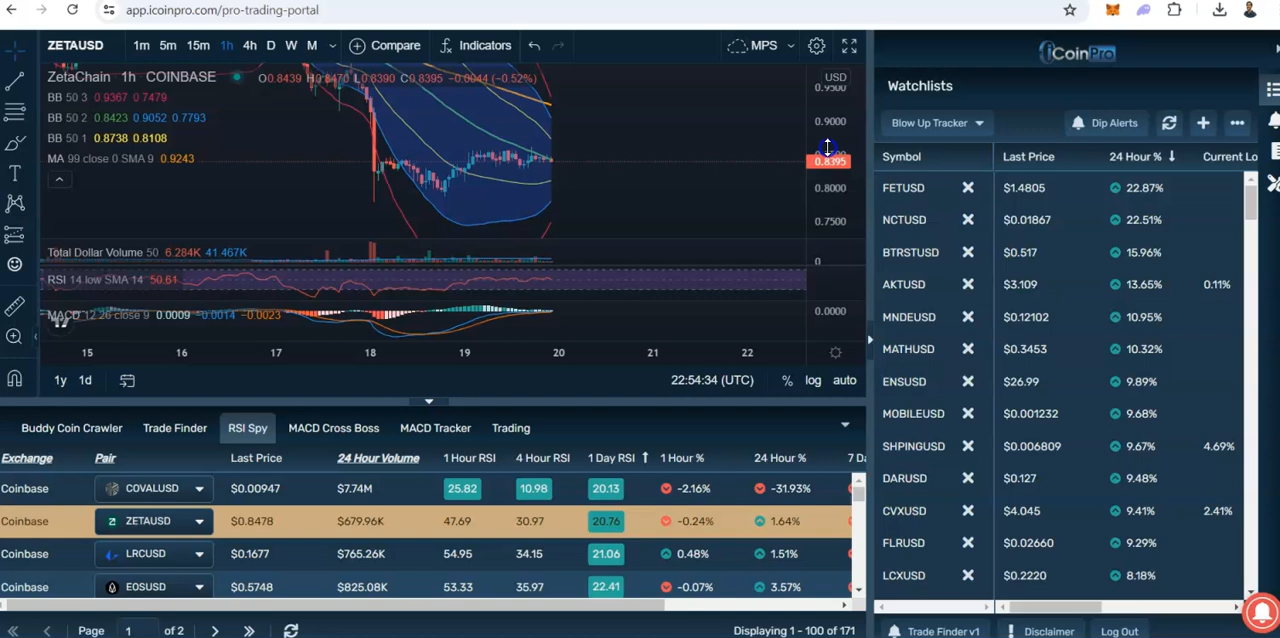 app.icoinpro.com/pro-trading-portal
ZETAUSD 1m 5m 15m 1h 4h D W M Compare Indicators MPS
ZetaChain 1h COINBASE O0.8439 H0.8470 L0.8390 C0.8395 −0.0044 (−0.52%) USD
BB 50 3 0.9367 0.7479
BB 50 2 0.8423 0.9052 0.7793
BB 50 1 0.8738 0.8108
MA 99 close 0 SMA 9 0.9243
0.9500
0.9000
0.8395
0.8000
0.7500
Total Dollar Volume 50 6.284K 41.467K
0
RSI 14 low SMA 14 50.61
MACD 12 26 close 9 0.0009 −0.0014 −0.0023
0.0000
15 16 17 18 19 20 21 22
1y 1d 22:54:34 (UTC) % log auto
Buddy Coin Crawler Trade Finder RSI Spy MACD Cross Boss MACD Tracker Trading
Exchange Pair Last Price 24 Hour Volume 1 Hour RSI 4 Hour RSI 1 Day RSI 1 Hour % 24 Hour % 7 Da
Coinbase COVALUSD $0.00947 $7.74M 25.82 10.98 20.13 -2.16% -31.93%
Coinbase ZETAUSD $0.8478 $679.96K 47.69 30.97 20.76 -0.24% 1.64%
Coinbase LRCUSD $0.1677 $765.26K 54.95 34.15 21.06 0.48% 1.51%
Coinbase EOSUSD $0.5748 $825.08K 53.33 35.97 22.41 -0.07% 3.57%
Page 1 of 2 Displaying 1 - 100 of 171
iCoinPro
Watchlists
Blow Up Tracker Dip Alerts
Symbol Last Price 24 Hour % Current Lo
FETUSD $1.4805 22.87%
NCTUSD $0.01867 22.51%
BTRSTUSD $0.517 15.96%
AKTUSD $3.109 13.65% 0.11%
MNDEUSD $0.12102 10.95%
MATHUSD $0.3453 10.32%
ENSUSD $26.99 9.89%
MOBILEUSD $0.001232 9.68%
SHPINGUSD $0.006809 9.67% 4.69%
DARUSD $0.127 9.48%
CVXUSD $4.045 9.41% 2.41%
FLRUSD $0.02660 9.29%
LCXUSD $0.2220 8.18%
Trade Finder v1 Disclaimer Log Out